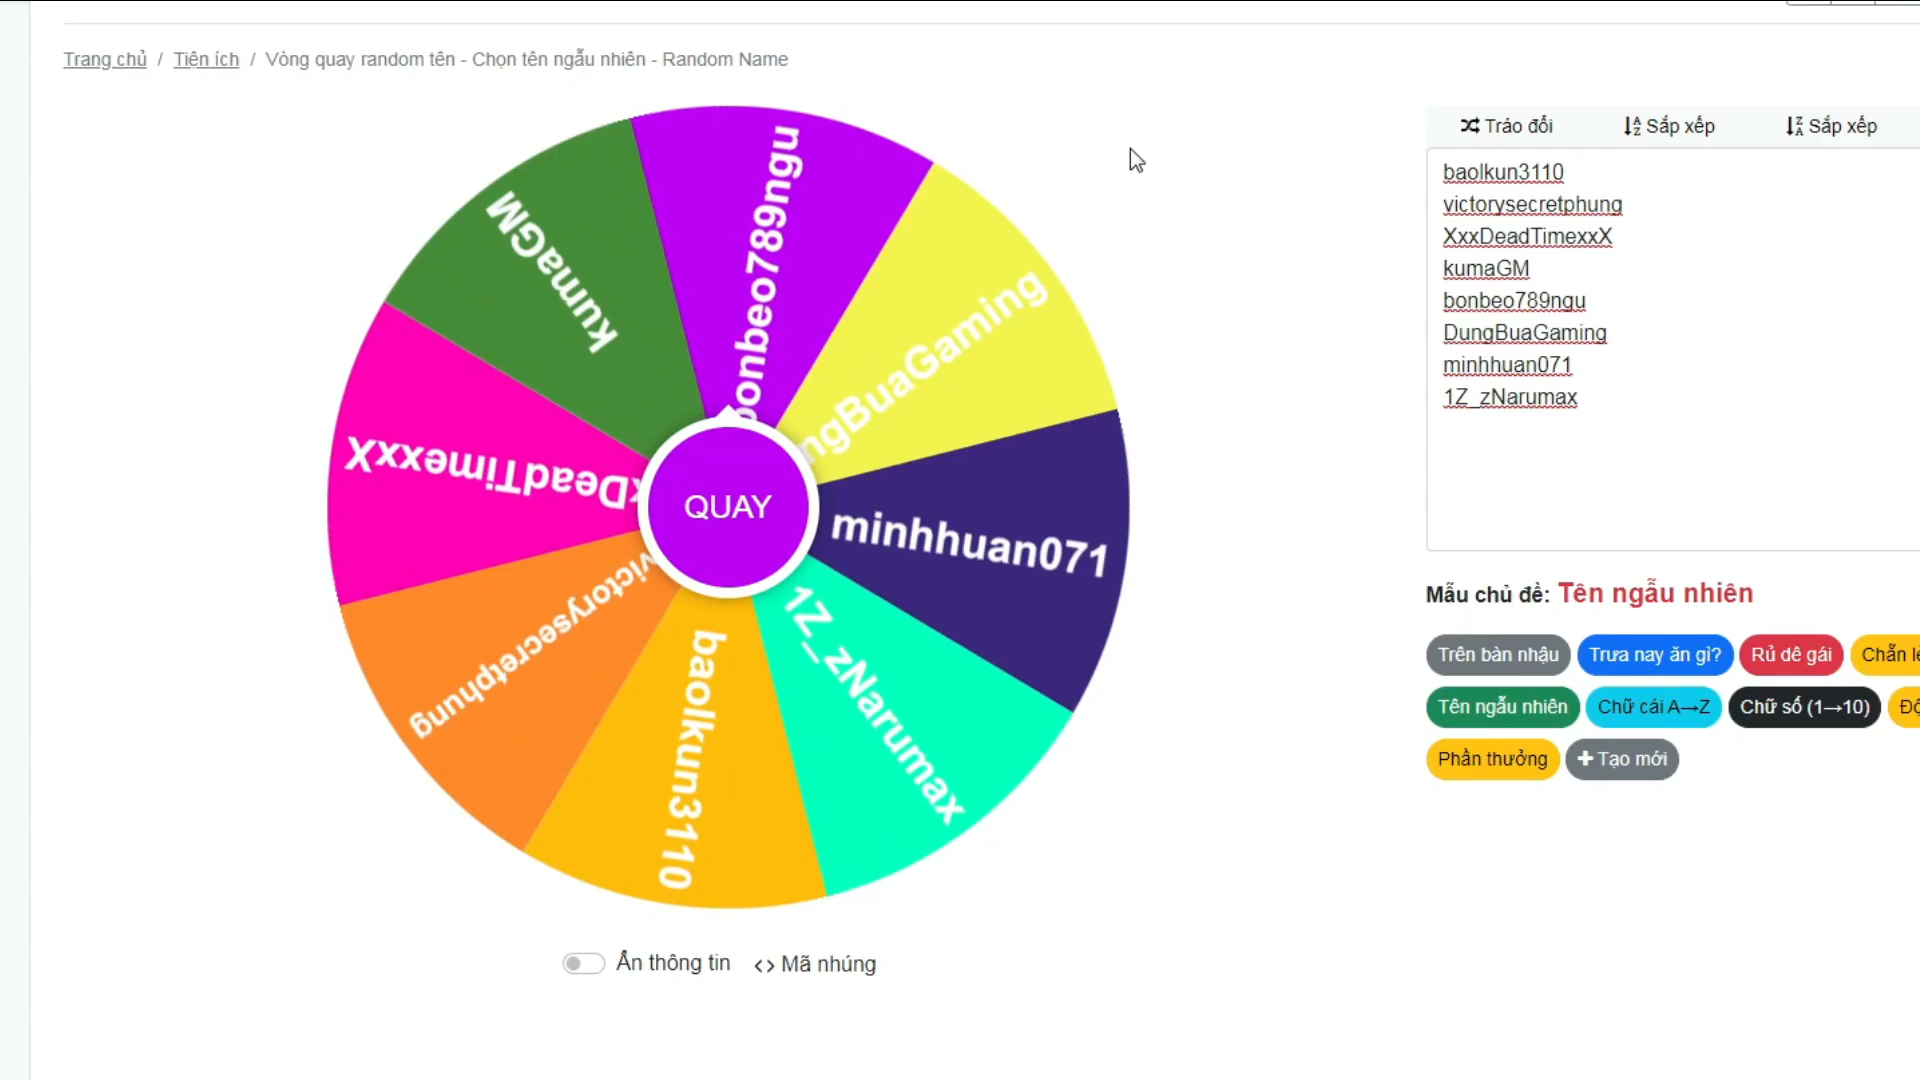 Trang chủ / Tiện ích / Vòng quay random tên - Chọn tên ngẫu nhiên - Random Name
Tráo đổi
Sắp xếp
Sắp xếp
kumaGM
bonbeo789ngu
ngBuaGaming
DeadTimexxX
minhhuan071
victorysecretphung
baolkun3110
1Z_zNarumax
QUAY
baolkun3110
victorysecretphung
XxxDeadTimexxX
kumaGM
bonbeo789ngu
DungBuaGaming
minhhuan071
1Z_zNarumax
Mẫu chủ đề: Tên ngẫu nhiên
Trên bàn nhậu Trưa nay ăn gì? Rủ dê gái Chẵn
Tên ngẫu nhiên Chữ cái A→Z Chữ số (1→10)
Phần thưởng Tạo mới
Ẩn thông tin <> Mã nhúng